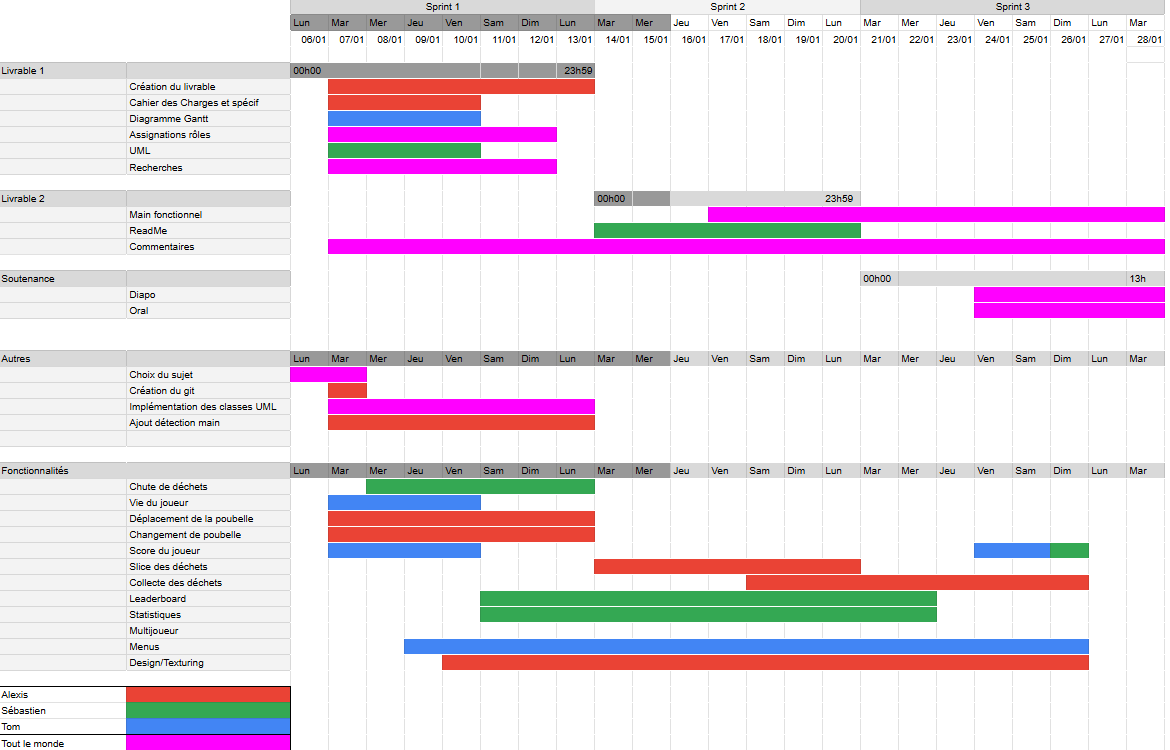 Sprint 1 Sprint 2 Sprint 3
Lun Mar Mer Jeu Ven Sam Dim Lun Mar Mer Jeu Ven Sam Dim Lun Mar Mer Jeu Ven Sam Dim Lun Mar
06/01 07/01 08/01 09/01 10/01 11/01 12/01 13/01 14/01 15/01 16/01 17/01 18/01 19/01 20/01 21/01 22/01 23/01 24/01 25/01 26/01 27/01 28/01
Livrable 1 00h00 23h59
Création du livrable
Cahier des Charges et spécif
Diagramme Gantt
Assignations rôles
UML
Recherches
Livrable 2 00h00 23h59
Main fonctionnel
ReadMe
Commentaires
Soutenance 00h00 13h
Diapo
Oral
Autres Lun Mar Mer Jeu Ven Sam Dim Lun Mar Mer Jeu Ven Sam Dim Lun Mar Mer Jeu Ven Sam Dim Lun Mar
Choix du sujet
Création du git
Implémentation des classes UML
Ajout détection main
Fonctionnalités Lun Mar Mer Jeu Ven Sam Dim Lun Mar Mer Jeu Ven Sam Dim Lun Mar Mer Jeu Ven Sam Dim Lun Mar
Chute de déchets
Vie du joueur
Déplacement de la poubelle
Changement de poubelle
Score du joueur
Slice des déchets
Collecte des déchets
Leaderboard
Statistiques
Multijoueur
Menus
Design/Texturing
Alexis
Sébastien
Tom
Tout le monde